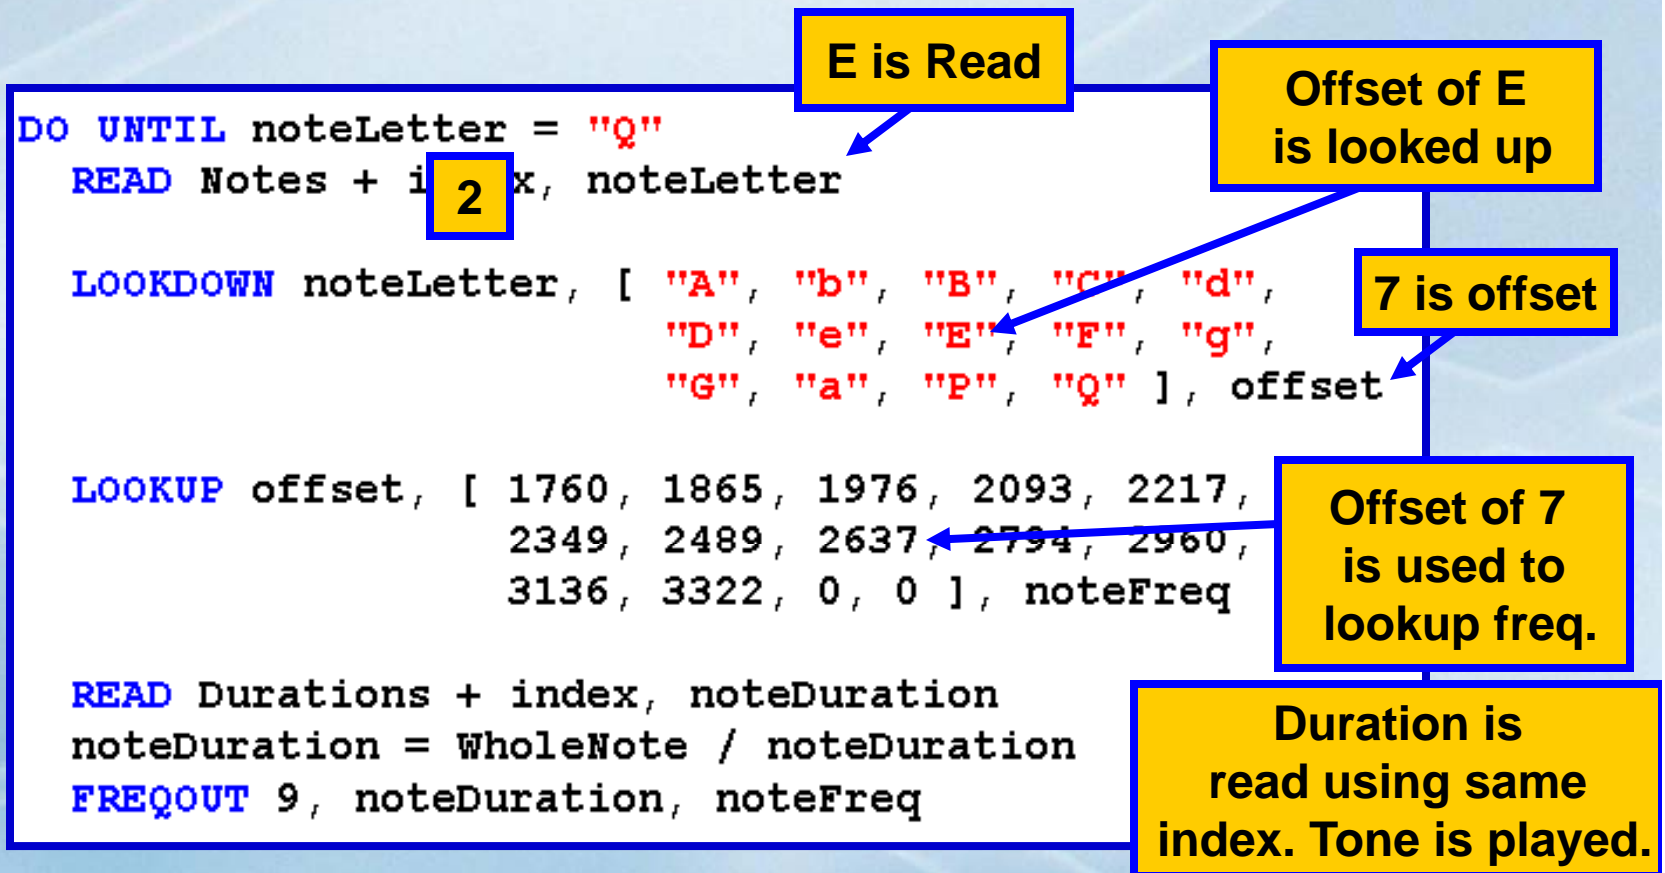 E is Read
Offset of E
is looked up
DO UNTIL noteLetter = "Q"
READ Notes + i x, noteLetter
2
LOOKDOWN noteLetter, [ "A", "b", "B", "C", "d",
"D", "e", "E", "F", "g",
"G", "a", "P", "Q" ], offset
7 is offset
LOOKUP offset, [ 1760, 1865, 1976, 2093, 2217,
2349, 2489, 2637, 2794, 2960,
3136, 3322, 0, 0 ], noteFreq
Offset of 7
is used to
lookup freq.
READ Durations + index, noteDuration
noteDuration = WholeNote / noteDuration
FREQOUT 9, noteDuration, noteFreq
Duration is
read using same
index. Tone is played.